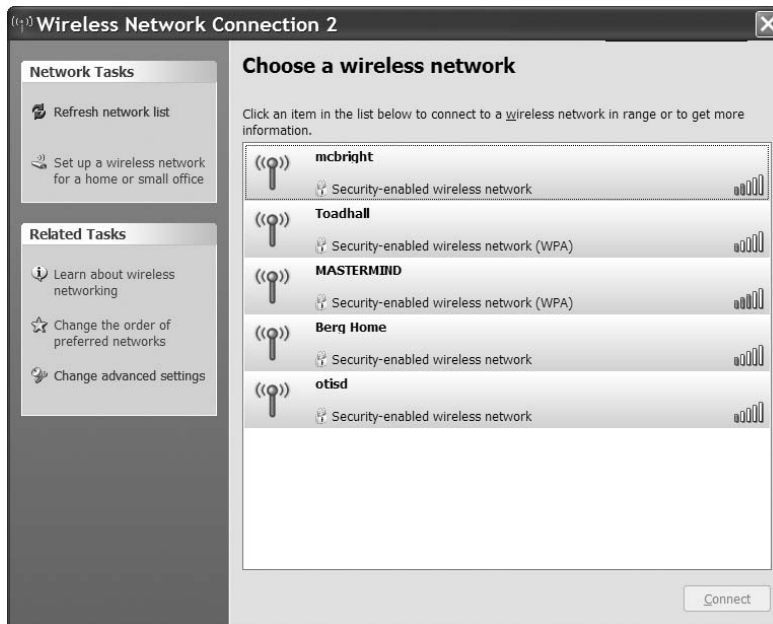 Wireless Network Connection 2
Network Tasks
Refresh network list
Set up a wireless network
for a home or small office
Related Tasks
Learn about wireless
networking
Change the order of
preferred networks
Change advanced settings
Choose a wireless network
Click an item in the list below to connect to a wireless network in range or to get more
information.
mcbright
Security-enabled wireless network
Toadhall
Security-enabled wireless network (WPA)
MASTERMIND
Security-enabled wireless network (WPA)
Berg Home
Security-enabled wireless network
otisd
Security-enabled wireless network
Connect